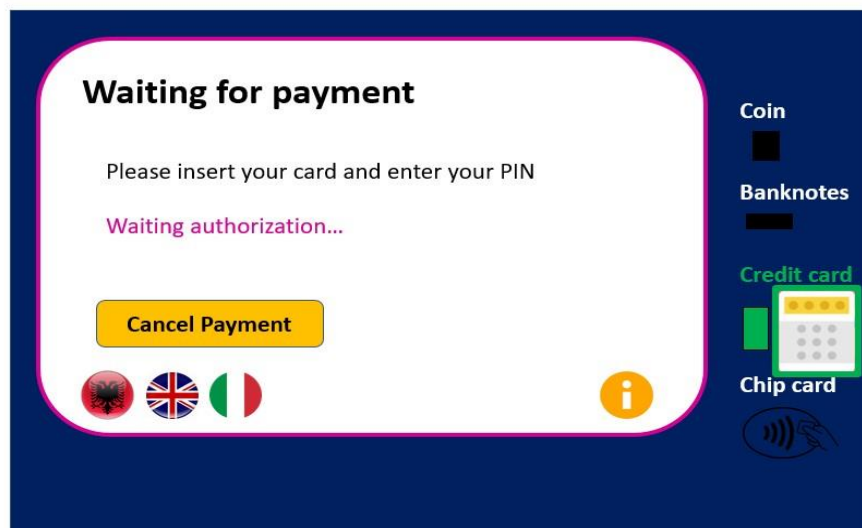 Waiting for payment
Please insert your card and enter your PIN
Waiting authorization...
Cancel Payment
i
Coin
Banknotes
Credit card
Chip card